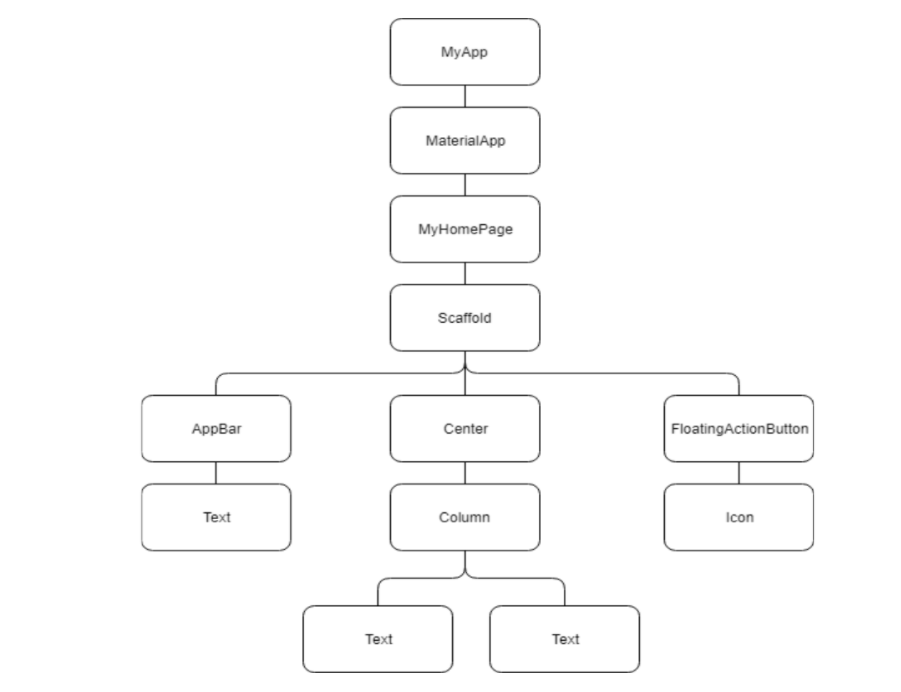 MyApp
MaterialApp
MyHomePage
Scaffold
AppBar
Center
FloatingActionButton
Text
Column
Icon
Text
Text